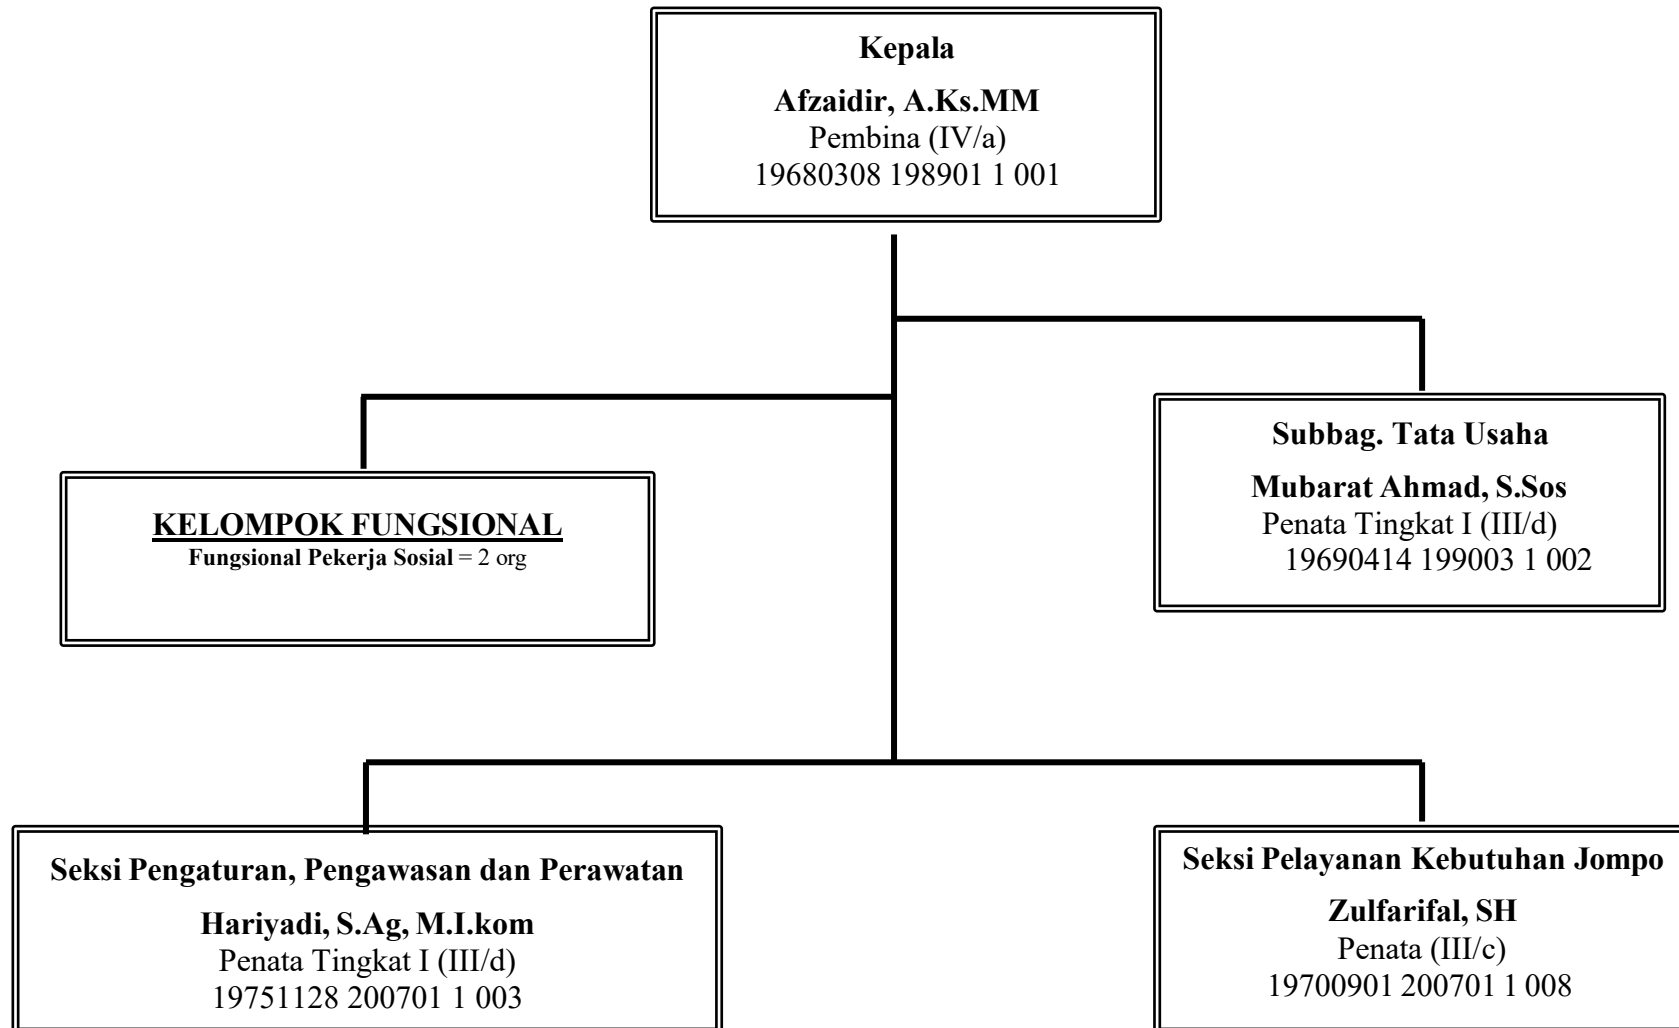 Kepala
Afzaidir, A.Ks.MM
Pembina (IV/a)
19680308 198901 1 001
Subbag. Tata Usaha
Mubarat Ahmad, S.Sos
Penata Tingkat I (III/d)
19690414 199003 1 002
KELOMPOK FUNGSIONAL
Fungsional Pekerja Sosial = 2 org
Seksi Pengaturan, Pengawasan dan Perawatan
Hariyadi, S.Ag, M.I.kom
Penata Tingkat I (III/d)
19751128 200701 1 003
Seksi Pelayanan Kebutuhan Jompo
Zulfarifal, SH
Penata (III/c)
19700901 200701 1 008